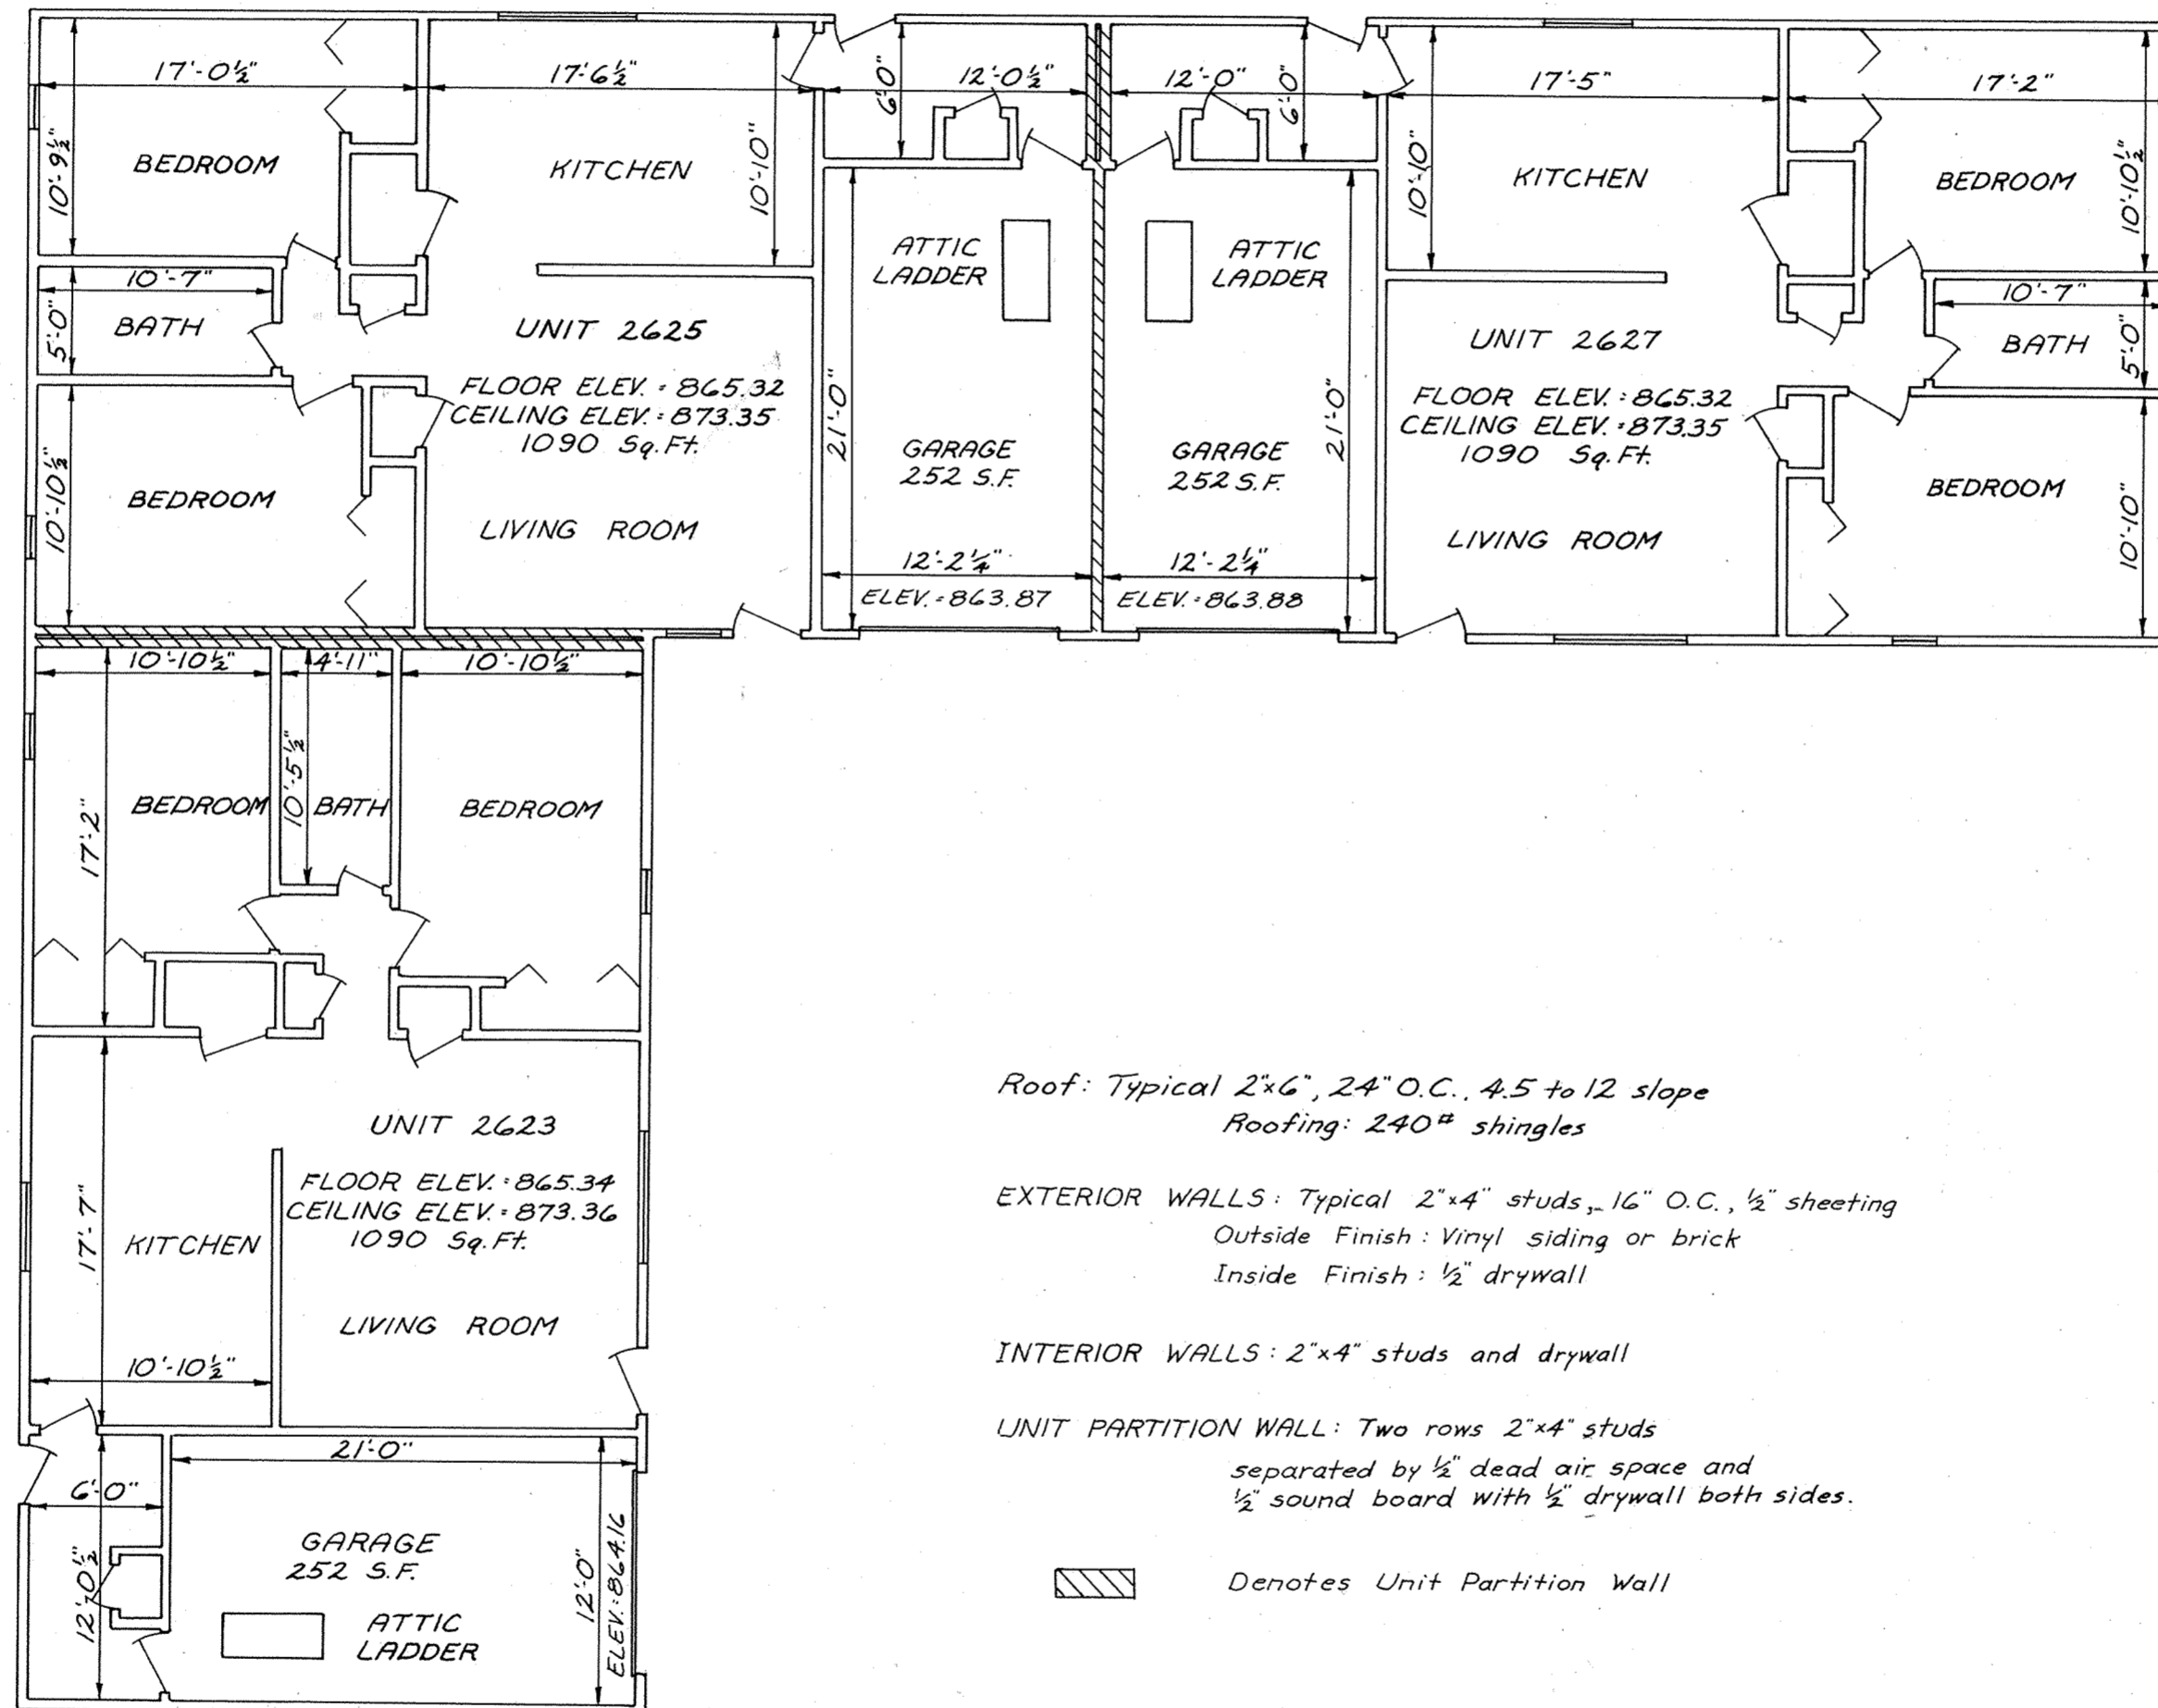 17'-0½"
17'-6½"
6'-0"
12'-0½"
12'-0"
6'-0"
17'-5"
17'-2"
10'-9½"
BEDROOM
KITCHEN
10'-10"
10'-10"
KITCHEN
BEDROOM
10'-10½"
ATTIC
LADDER
ATTIC
LADDER
10'-7"
5'-0"
BATH
10'-7"
BATH
5'-0"
UNIT 2625
FLOOR ELEV. = 865.32
CEILING ELEV. = 873.35
1090 Sq. Ft.
UNIT 2627
FLOOR ELEV. = 865.32
CEILING ELEV. = 873.35
1090 Sq. Ft.
21'-0"
GARAGE
252 S.F.
GARAGE
252 S.F.
21'-0"
10'-10½"
BEDROOM
LIVING ROOM
LIVING ROOM
BEDROOM
10'-10"
12'-2¼"
12'-2¼"
ELEV. = 863.87
ELEV. = 863.88
10'-10½"
4'-11"
10'-10½"
17'-2"
BEDROOM
10'-5½"
BATH
BEDROOM
UNIT 2623
FLOOR ELEV. = 865.34
CEILING ELEV. = 873.36
1090 Sq. Ft.
17'-7"
KITCHEN
LIVING ROOM
10'-10½"
21'-0"
6'-0"
12'-0½"
GARAGE
252 S.F.
ATTIC
LADDER
12'-0"
ELEV. = 864.16
Roof: Typical 2"x6", 24" O.C., 4.5 to 12 slope
Roofing: 240# shingles
EXTERIOR WALLS: Typical 2"x4" studs, 16" O.C., ½" sheeting
Outside Finish: Vinyl siding or brick
Inside Finish: ½" drywall
INTERIOR WALLS: 2"x4" studs and drywall
UNIT PARTITION WALL: Two rows 2"x4" studs
separated by ½" dead air space and
½" sound board with ½" drywall both sides.
Denotes Unit Partition Wall